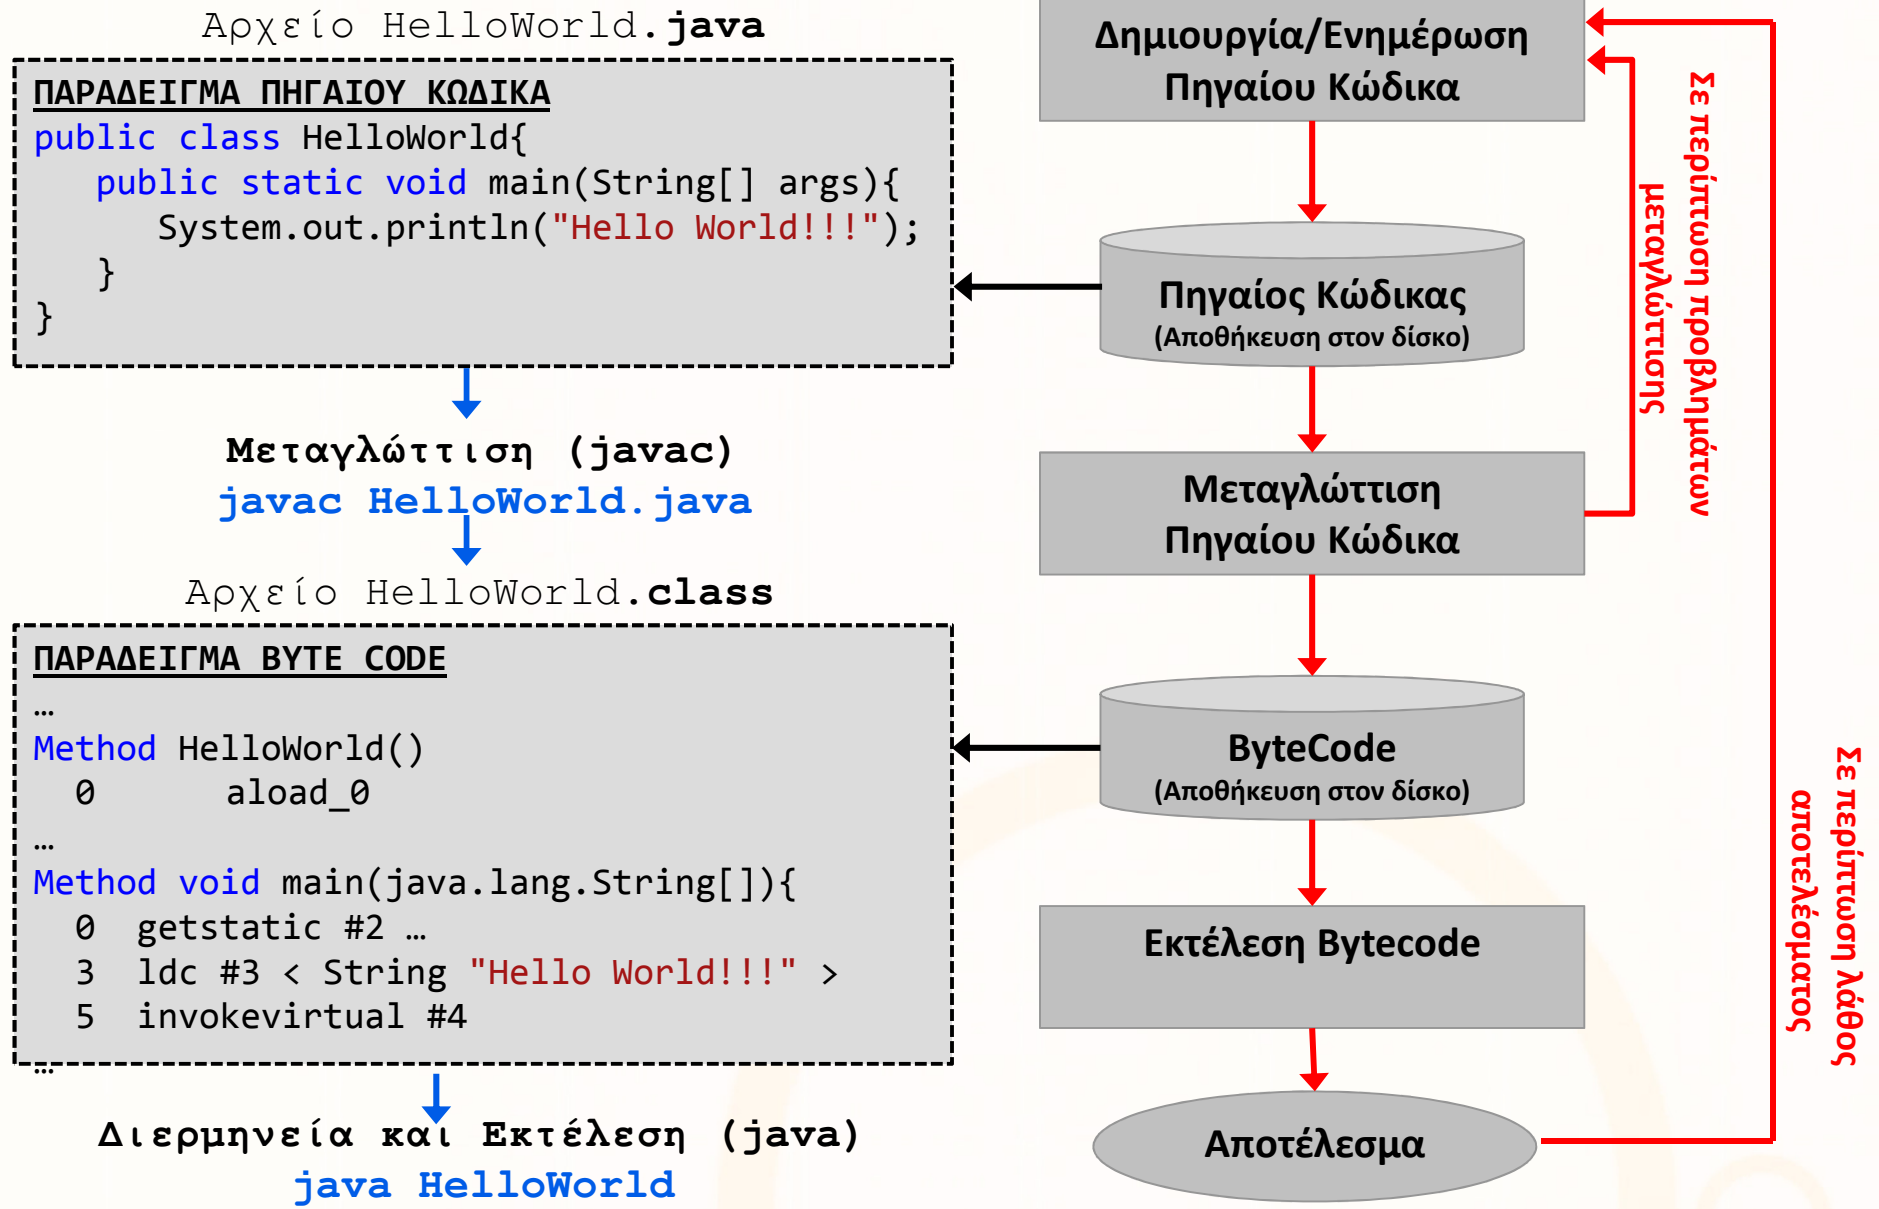 Αρχείο HelloWorld.java
ΠΑΡΑΔΕΙΓΜΑ ΠΗΓΑΙΟΥ ΚΩΔΙΚΑ
public class HelloWorld{
public static void main(String[] args){
System.out.println("Hello World!!!");
}
}
Μεταγλώττιση (javac)
javac HelloWorld.java
Αρχείο HelloWorld.class
ΠΑΡΑΔΕΙΓΜΑ BYTE CODE
…
Method HelloWorld()
0 aload_0
…
Method void main(java.lang.String[]){
0 getstatic #2 …
3 ldc #3 < String "Hello World!!!" >
5 invokevirtual #4
…
Διερμηνεία και Εκτέλεση (java)
java HelloWorld
Δημιουργία/Ενημέρωση
Πηγαίου Κώδικα
Πηγαίος Κώδικας
(Αποθήκευση στον δίσκο)
Μεταγλώττιση
Πηγαίου Κώδικα
ByteCode
(Αποθήκευση στον δίσκο)
Εκτέλεση Bytecode
Αποτέλεσμα
Σε περίπτωση προβλημάτων
μεταγλώττισης
Σε περίπτωση λάθος
αποτελέσματος